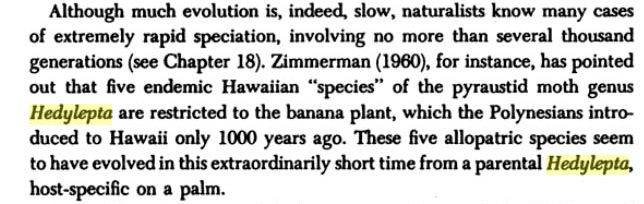 Although much evolution is, indeed, slow, naturalists know many cases
of extremely rapid speciation, involving no more than several thousand
generations (see Chapter 18). Zimmerman (1960), for instance, has pointed
out that five endemic Hawaiian “species” of the pyraustid moth genus
Hedylepta are restricted to the banana plant, which the Polynesians intro-
duced to Hawaii only 1000 years ago. These five allopatric species seem
to have evolved in this extraordinarily short time from a parental Hedylepta,
host-specific on a palm.